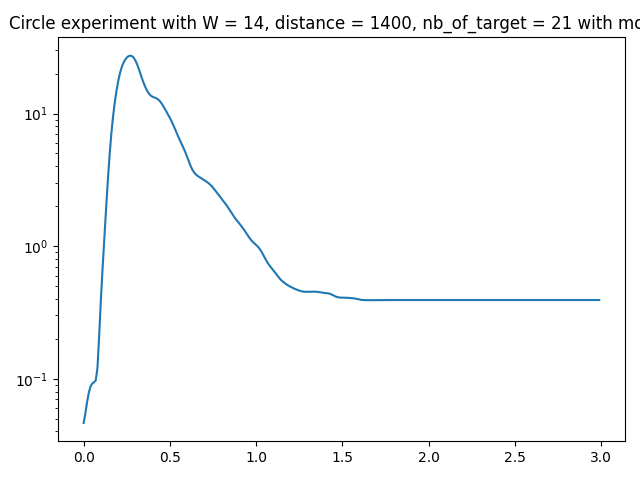 Circle experiment with W = 14, distance = 1400, nb_of_target = 21 with
10¹
10⁰
10⁻¹
0.0 0.5 1.0 1.5 2.0 2.5 3.0